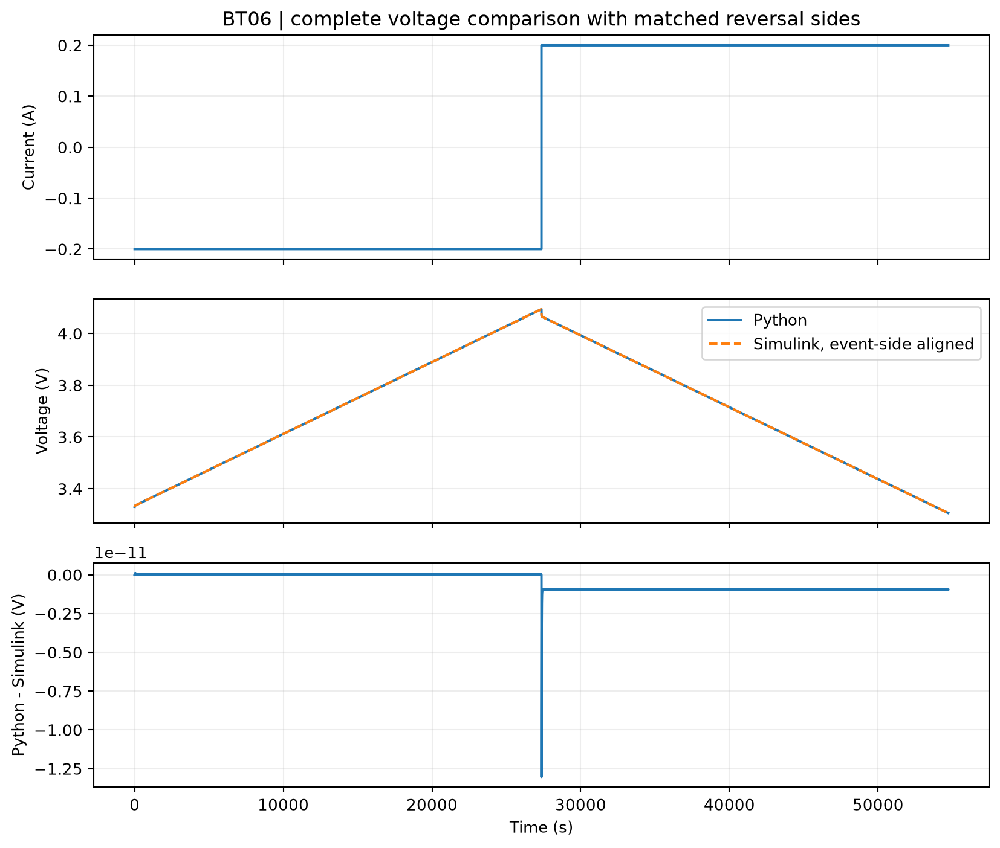 BT06 | complete voltage comparison with matched reversal sides
0.2
0.1
0.0
−0.1
−0.2
Current (A)
4.0
3.8
3.6
3.4
Voltage (V)
Python
Simulink, event-side aligned
1e−11
0.00
−0.25
−0.50
−0.75
−1.00
−1.25
Python - Simulink (V)
0 10000 20000 30000 40000 50000
Time (s)